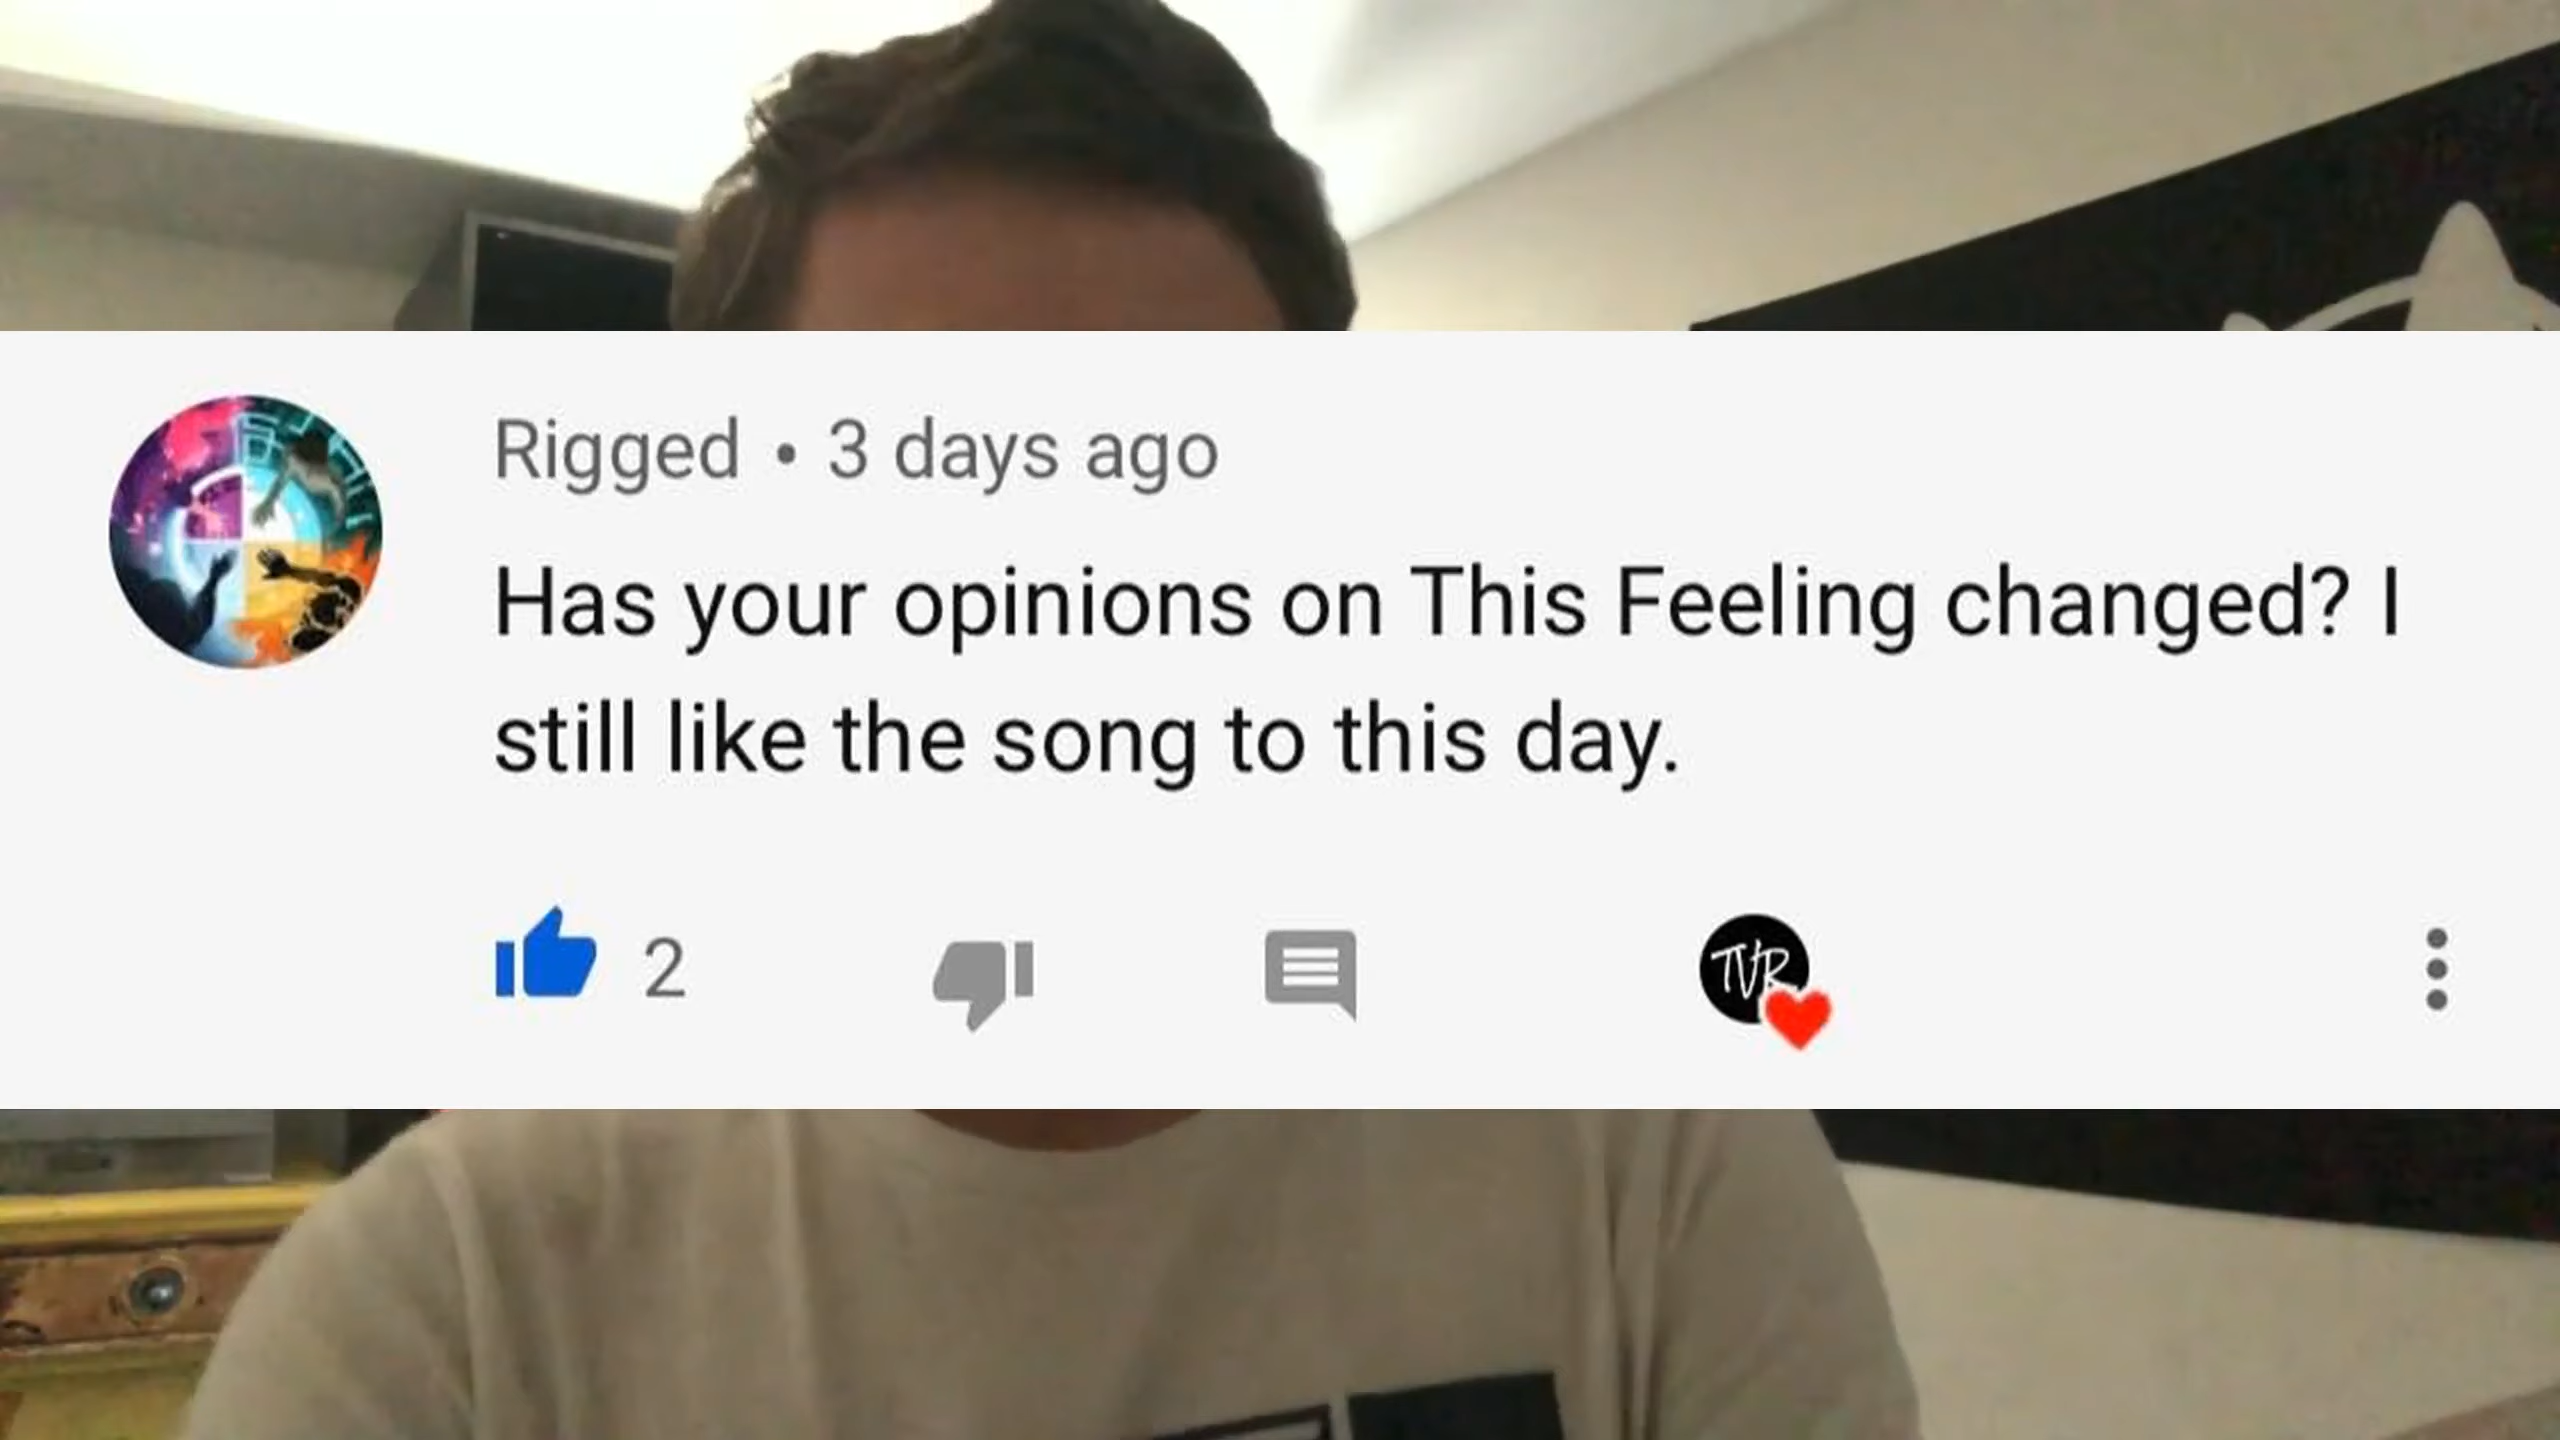 Rigged • 3 days ago
Has your opinions on This Feeling changed? I
still like the song to this day.
2
TVR